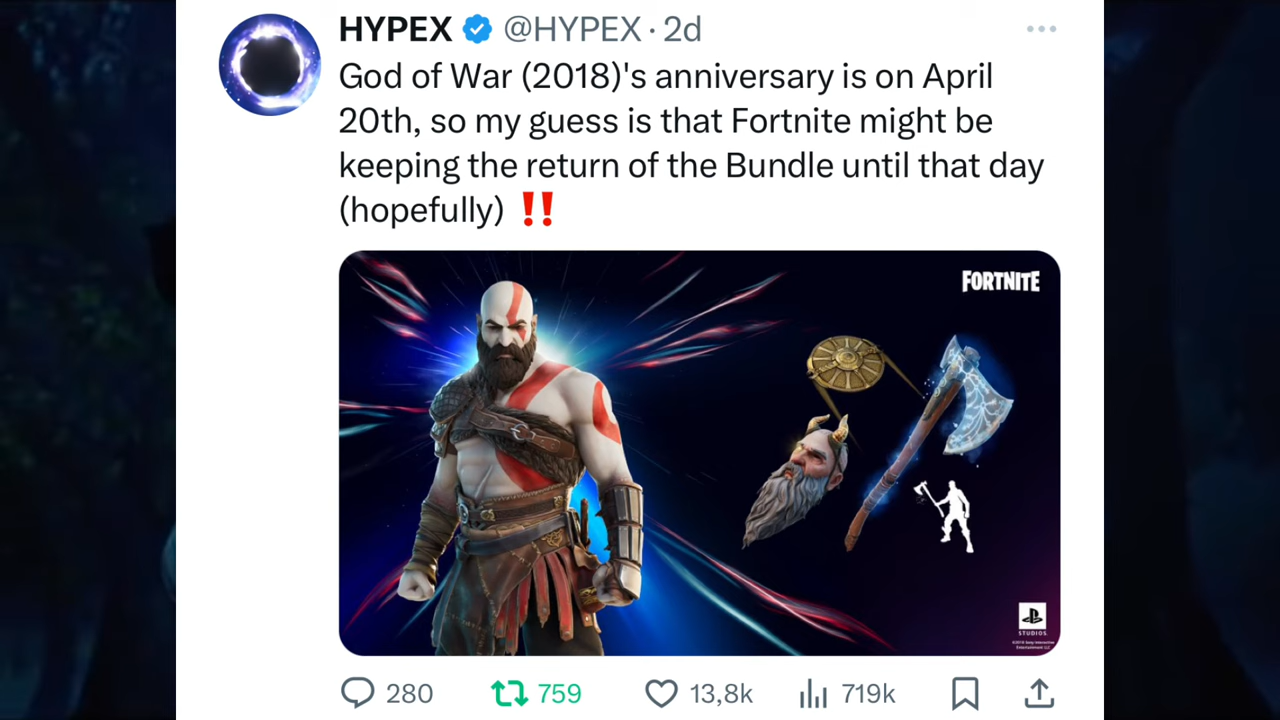 HYPEX @HYPEX · 2d
God of War (2018)'s anniversary is on April
20th, so my guess is that Fortnite might be
keeping the return of the Bundle until that day
(hopefully) ‼️
FORTNITE
STUDIOS
280 759 13,8k 719k